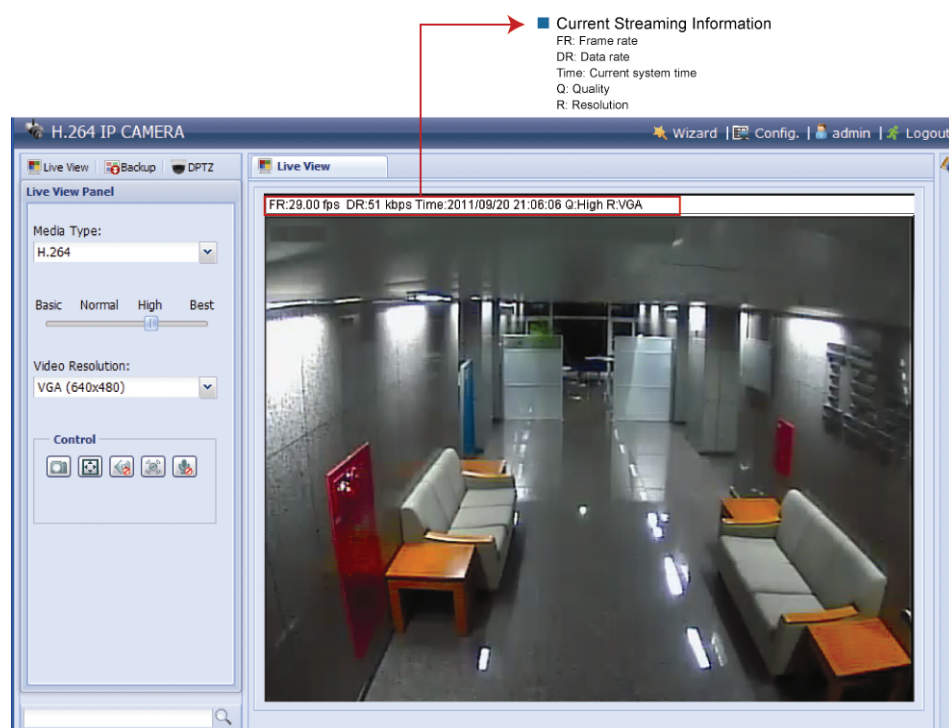 Current Streaming Information
FR: Frame rate
DR: Data rate
Time: Current system time
Q: Quality
R: Resolution
H.264 IP CAMERA
Wizard | Config. | admin | Logout
Live View Backup DPTZ
Live View
Live View Panel
FR:29.00 fps DR:51 kbps Time:2011/09/20 21:06:06 Q:High R:VGA
Media Type:
H.264
Basic Normal High Best
Video Resolution:
VGA (640x480)
Control